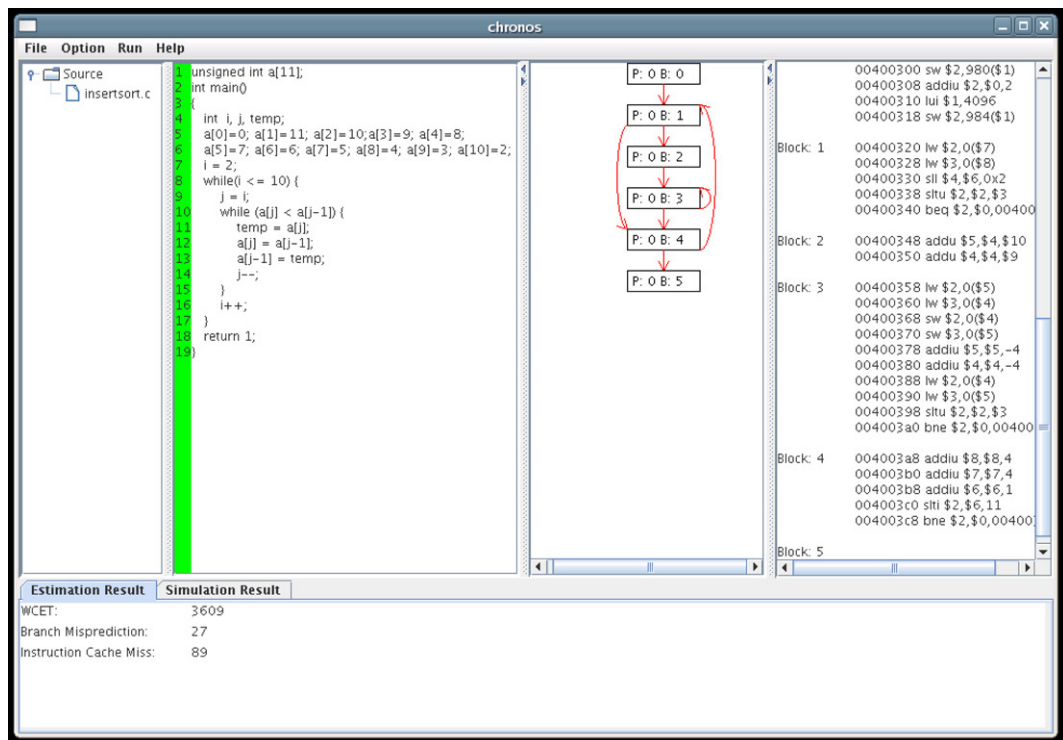 chronos
File Option Run Help
Source
insertsort.c
1 unsigned int a[11];
2 int main()
3 {
4 int i, j, temp;
5 a[0]=0; a[1]=11; a[2]=10;a[3]=9; a[4]=8;
6 a[5]=7; a[6]=6; a[7]=5; a[8]=4; a[9]=3; a[10]=2;
7 i = 2;
8 while(i <= 10) {
9 j = i;
10 while (a[j] < a[j-1]) {
11 temp = a[j];
12 a[j] = a[j-1];
13 a[j-1] = temp;
14 j--;
15 }
16 i++;
17 }
18 return 1;
19 }
P: 0 B: 0
P: 0 B: 1
P: 0 B: 2
P: 0 B: 3
P: 0 B: 4
P: 0 B: 5
00400300 sw $2,980($1)
00400308 addiu $2,$0,2
00400310 lui $1,4096
00400318 sw $2,984($1)
Block: 1 00400320 lw $2,0($7)
00400328 lw $3,0($8)
00400330 sll $4,$6,0x2
00400338 sltu $2,$2,$3
00400340 beq $2,$0,00400
Block: 2 00400348 addu $5,$4,$10
00400350 addu $4,$4,$9
Block: 3 00400358 lw $2,0($5)
00400360 lw $3,0($4)
00400368 sw $2,0($4)
00400370 sw $3,0($5)
00400378 addiu $5,$5,-4
00400380 addiu $4,$4,-4
00400388 lw $2,0($4)
00400390 lw $3,0($5)
00400398 sltu $2,$2,$3
004003a0 bne $2,$0,00400
Block: 4 004003a8 addiu $8,$8,4
004003b0 addiu $7,$7,4
004003b8 addiu $6,$6,1
004003c0 slti $2,$6,11
004003c8 bne $2,$0,00400
Block: 5
Estimation Result Simulation Result
WCET: 3609
Branch Misprediction: 27
Instruction Cache Miss: 89